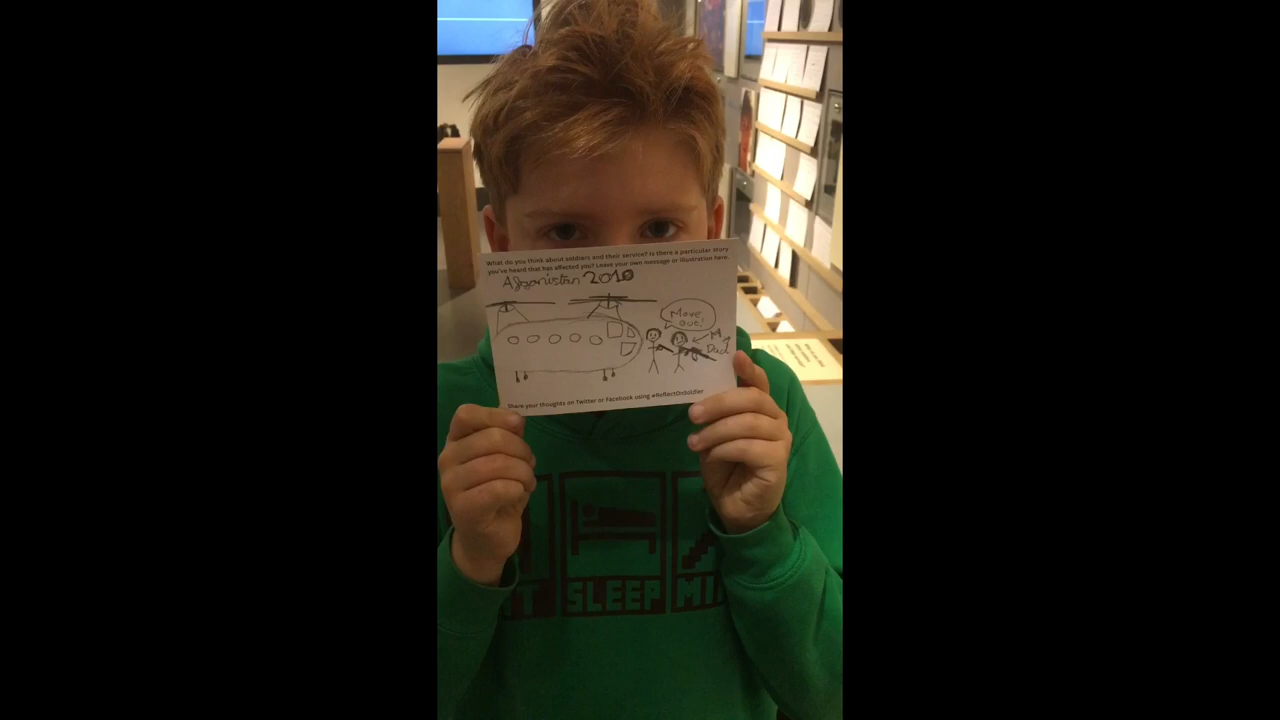 What do you think about soldiers and their service? Is there a particular story
you've heard that has affected you? Leave your own message or illustration here.
Afganistan 2010
Move
out!
My
Dad
Share your thoughts on Twitter or Facebook using #ReflectOnSoldier
SLEEP